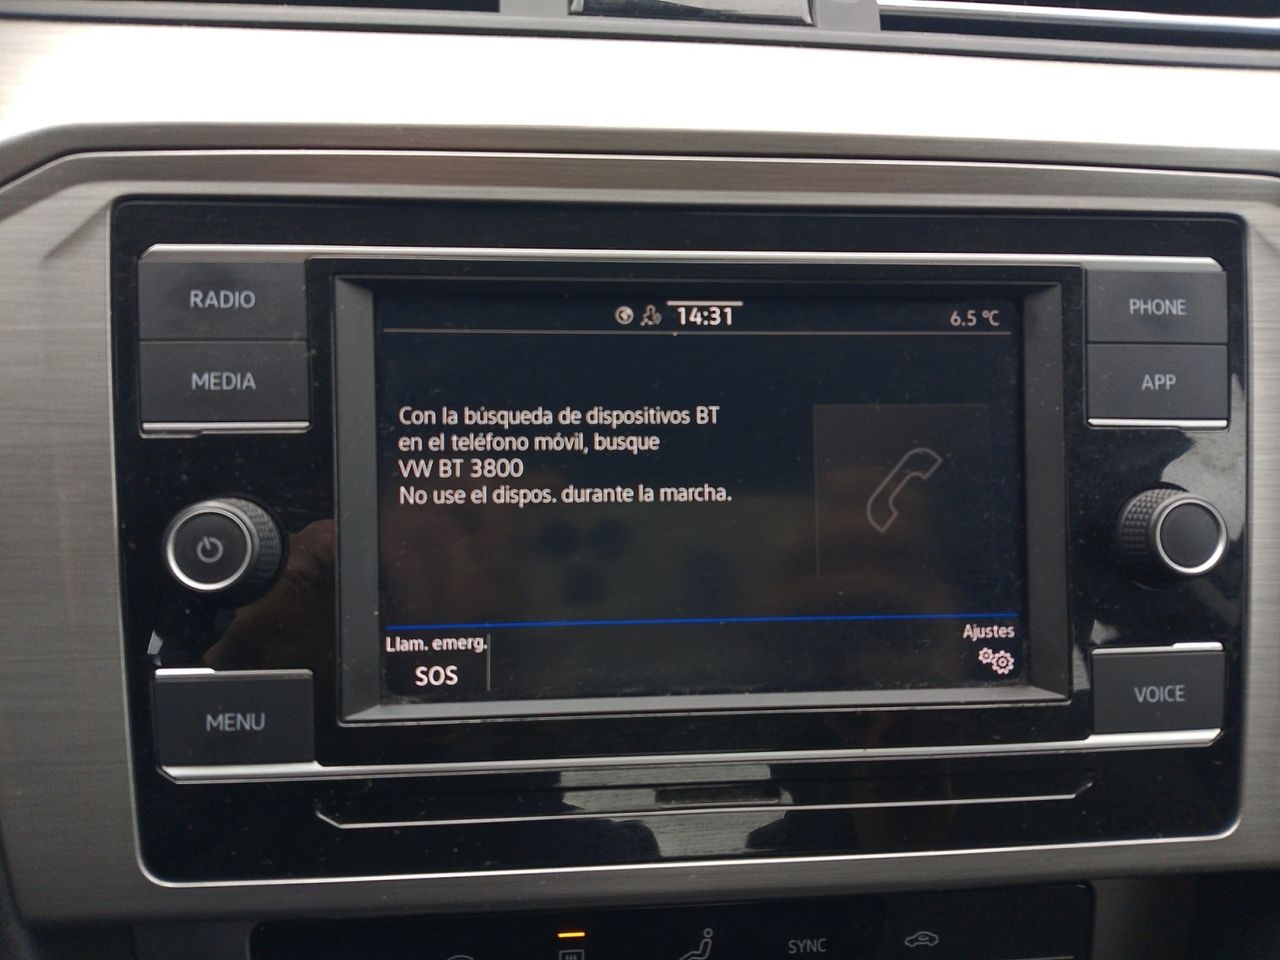 RADIO
MEDIA
MENU
14:31
6.5 °C
Con la búsqueda de dispositivos BT
en el teléfono móvil, busque
VW BT 3800
No use el dispos. durante la marcha.
Llam. emerg.
SOS
Ajustes
PHONE
APP
VOICE
SYNC